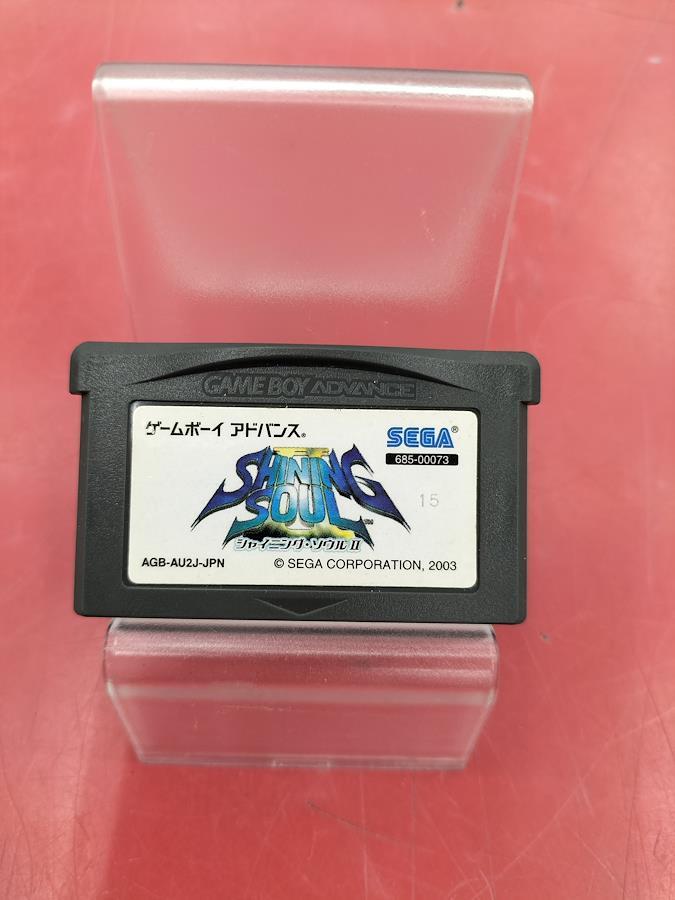 GAME BOY ADVANCE
ゲームボーイ アドバンス®
SEGA®
685-00073
SHINING
SOUL™
II
シャイニング・ソウルⅡ
15
AGB-AU2J-JPN
© SEGA CORPORATION, 2003